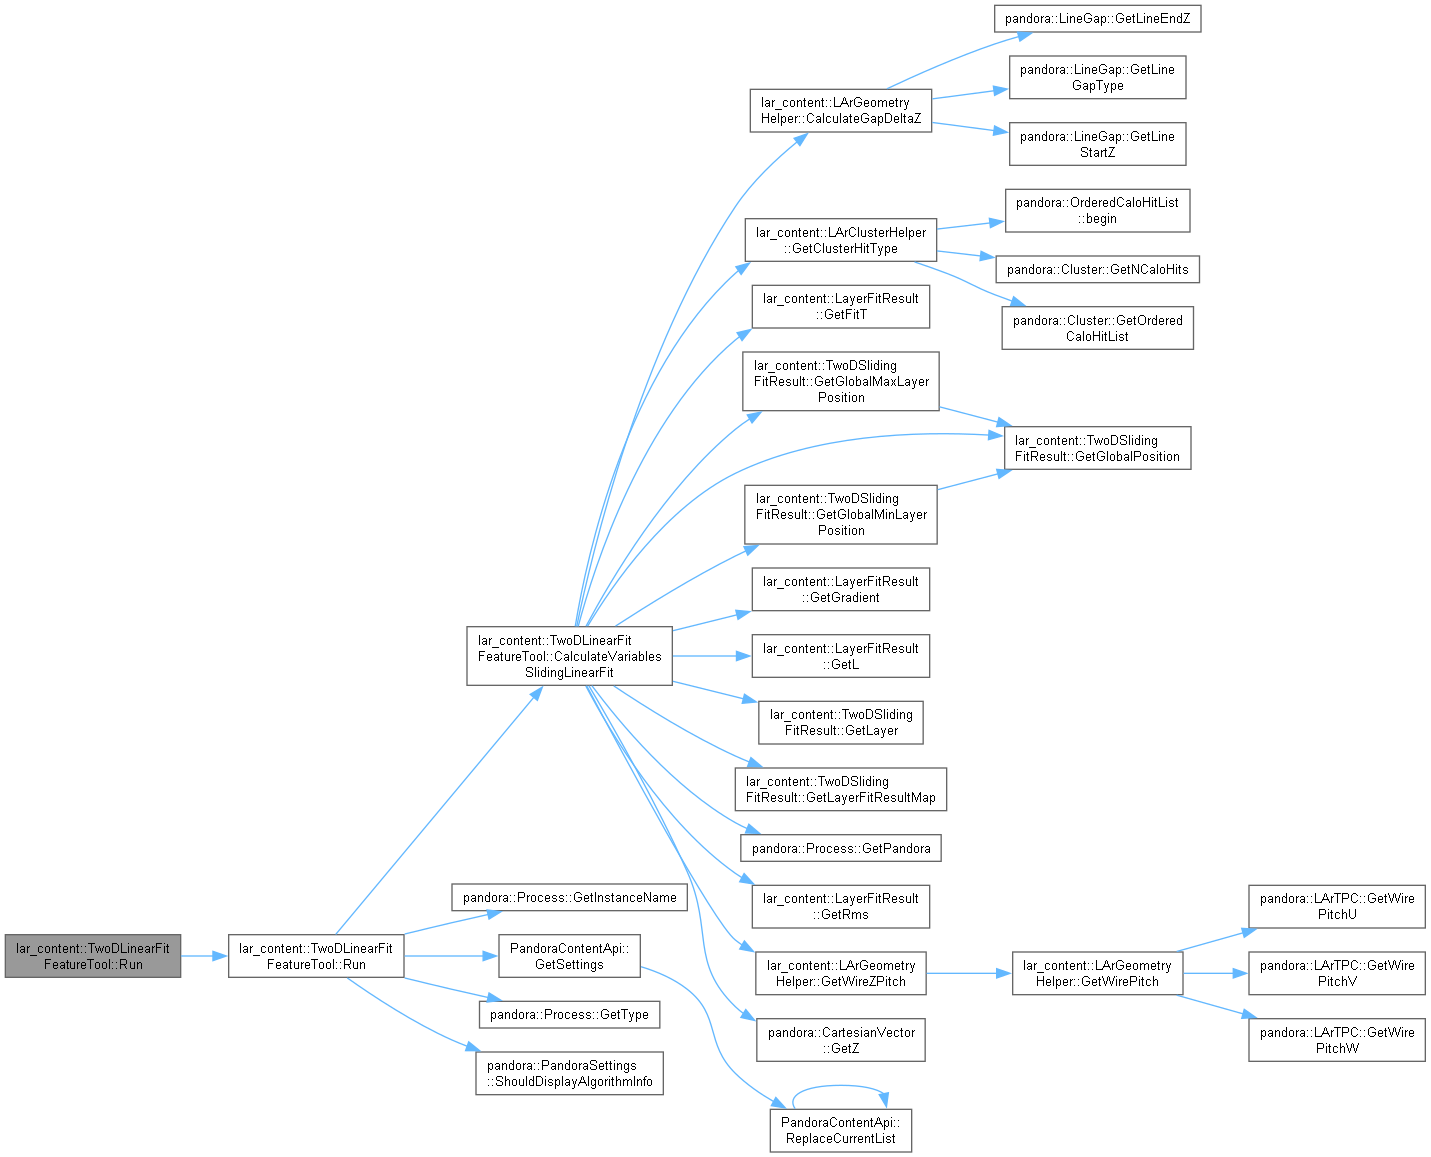 pandora::LineGap::GetLineEndZ
pandora::LineGap::GetLine
GapType
lar_content::LArGeometry
Helper::CalculateGapDeltaZ
pandora::LineGap::GetLine
StartZ
pandora::OrderedCaloHitList
::begin
lar_content::LArClusterHelper
::GetClusterHitType
pandora::Cluster::GetNCaloHits
lar_content::LayerFitResult
::GetFitT
pandora::Cluster::GetOrdered
CaloHitList
lar_content::TwoDSliding
FitResult::GetGlobalMaxLayer
Position
lar_content::TwoDSliding
FitResult::GetGlobalPosition
lar_content::TwoDSliding
FitResult::GetGlobalMinLayer
Position
lar_content::LayerFitResult
::GetGradient
lar_content::TwoDLinearFit
FeatureTool::CalculateVariables
SlidingLinearFit
lar_content::LayerFitResult
::GetL
lar_content::TwoDSliding
FitResult::GetLayer
lar_content::TwoDSliding
FitResult::GetLayerFitResultMap
pandora::Process::GetPandora
pandora::Process::GetInstanceName
lar_content::LayerFitResult
::GetRms
pandora::LArTPC::GetWire
PitchU
lar_content::TwoDLinearFit
FeatureTool::Run
lar_content::TwoDLinearFit
FeatureTool::Run
PandoraContentApi::
GetSettings
lar_content::LArGeometry
Helper::GetWireZPitch
lar_content::LArGeometry
Helper::GetWirePitch
pandora::LArTPC::GetWire
PitchV
pandora::Process::GetType
pandora::CartesianVector
::GetZ
pandora::LArTPC::GetWire
PitchW
pandora::PandoraSettings
::ShouldDisplayAlgorithmInfo
PandoraContentApi::
ReplaceCurrentList